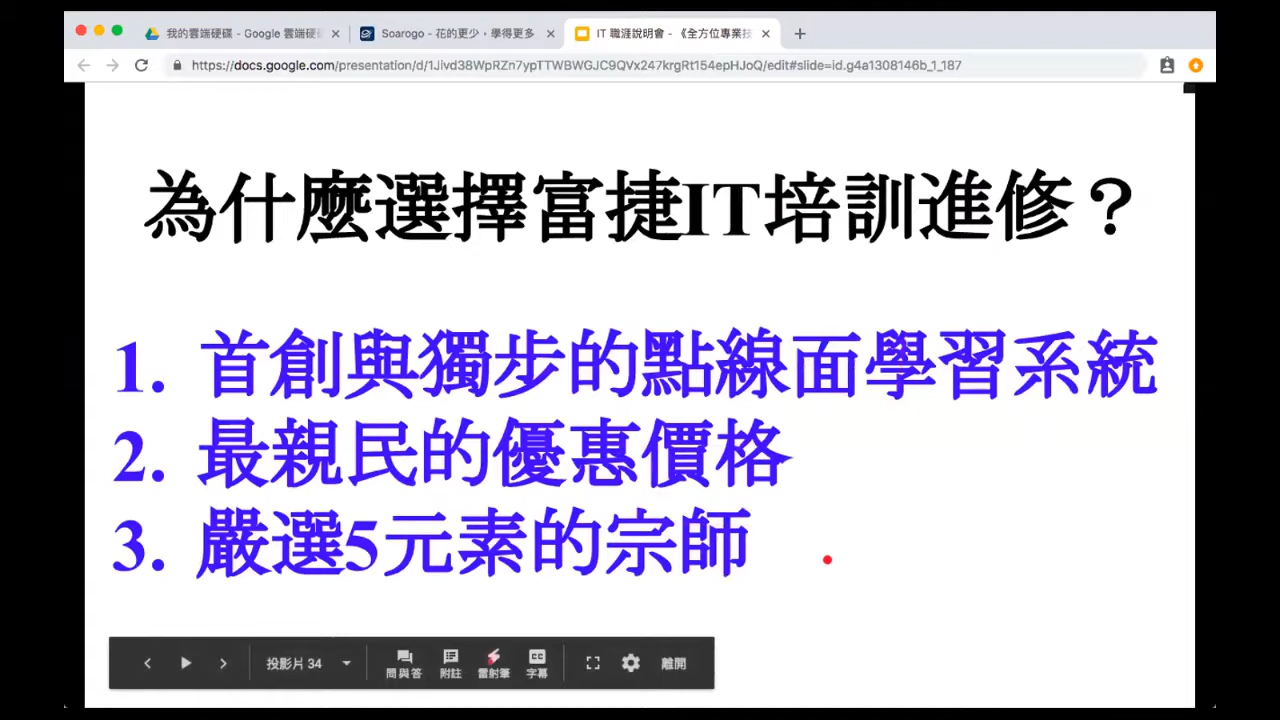 我的雲端硬碟 - Google 雲端硬
Soarogo - 花的更少，學得更多
IT 職涯說明會 - 《全方位專業技
https://docs.google.com/presentation/d/1Jivd38WpRZn7ypTTWBWGJC9QVx247krgRt154epHJoQ/edit#slide=id.g4a1308146b_1_187
為什麼選擇富捷IT培訓進修？
1. 首創與獨步的點線面學習系統
2. 最親民的優惠價格
3. 嚴選5元素的宗師
投影片 34
問與答
附註
雷射筆
CC
字幕
離開